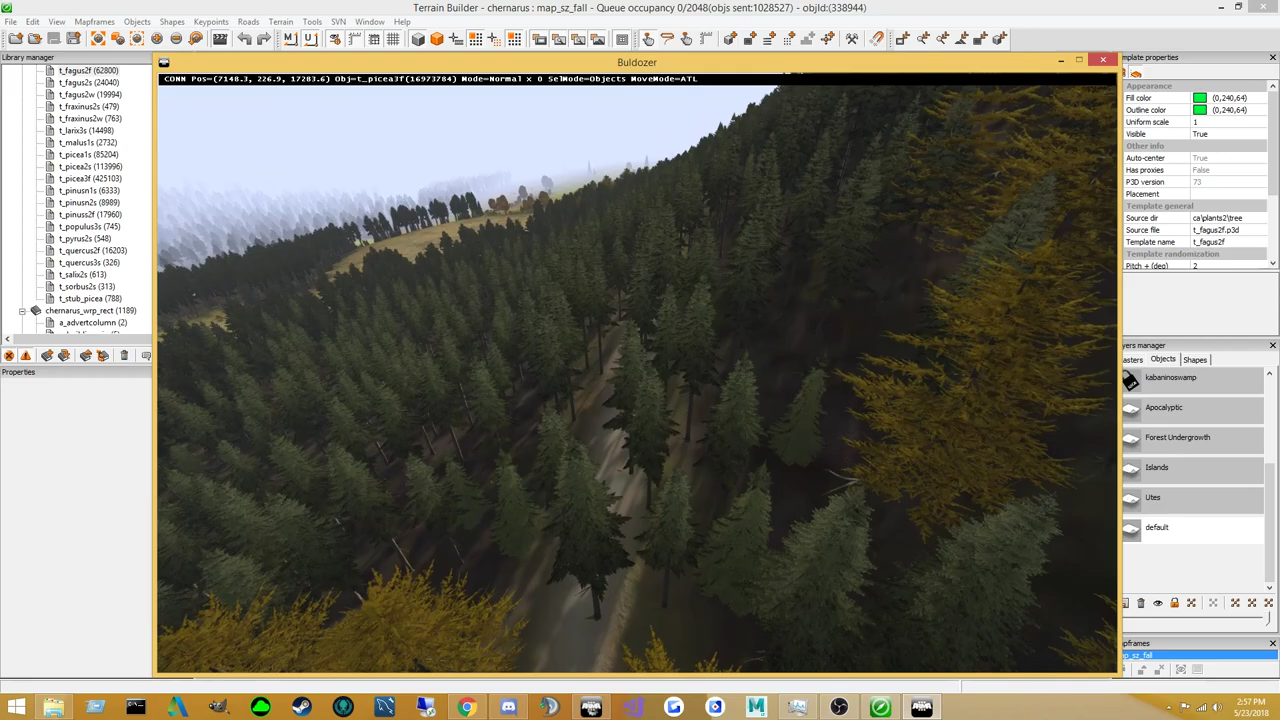 Terrain Builder - chernarus : map_sz_fall - Queue occupancy 0/2048(objs sent:1028527) - objId:(338944)
File Edit View Mapframes Objects Shapes Keypoints Roads Terrain Tools SVN Window Help
Library manager
Buldozer
emplate properties
CONN Pos=(7148.3, 226.9, 17283.6) Obj=t_picea3f(16973784) Mode=Normal x 0 SelMode=Objects MoveMode=ATL
t_fagus2f (62800)
t_fagus2s (24040)
t_fagus2w (19994)
t_fraxinus2s (479)
t_fraxinus2w (763)
t_larix3s (14498)
t_malus1s (2732)
t_picea1s (85204)
t_picea2s (113996)
t_picea3f (425103)
t_pinusn1s (6333)
t_pinusn2s (8989)
t_pinuss2f (17960)
t_populus3s (745)
t_pyrus2s (548)
t_quercus2f (16203)
t_quercus3s (326)
t_salix2s (613)
t_sorbus2s (313)
t_stub_picea (788)
chernarus_wrp_rect (1189)
a_advertcolumn (2)
Properties
Appearance
Fill color (0,240,64)
Outline color (0,240,64)
Uniform scale 1
Visible True
Other info
Auto-center True
Has proxies False
P3D version 73
Placement
Template general
Source dir ca\plants2\tree
Source file t_fagus2f.p3d
Template name t_fagus2f
Template randomization
Pitch + (deg) 2
ayers manager
asters Objects Shapes
kabaninoswamp
Apocalyptic
Forest Undergrowth
Islands
Utes
default
apframes
map_sz_fall
2:57 PM
5/23/2018